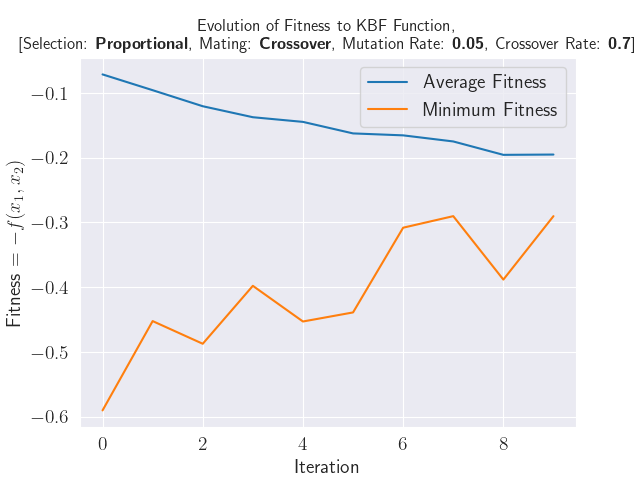 Evolution of Fitness to KBF Function,
[Selection: Proportional, Mating: Crossover, Mutation Rate: 0.05, Crossover Rate: 0.7]
Average Fitness
Minimum Fitness
Fitness = −f(x₁, x₂)
−0.1
−0.2
−0.3
−0.4
−0.5
−0.6
0 2 4 6 8
Iteration